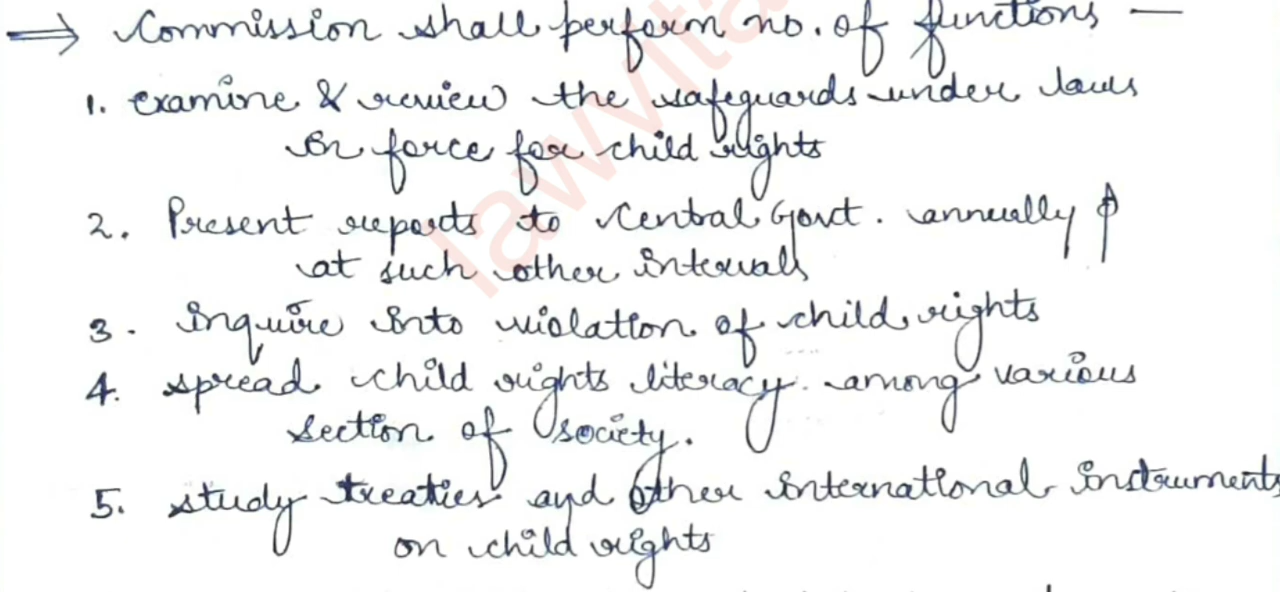 ⇒ Commission shall perform no. of functions —
1. examine & review the safeguards under laws
in force for child rights
2. Present reports to Central Govt. annually &
at such other intervals
3. inquire into violation of child rights
4. spread child rights literacy among various
section of society.
5. study treaties and other international instruments
on child rights
lawvita